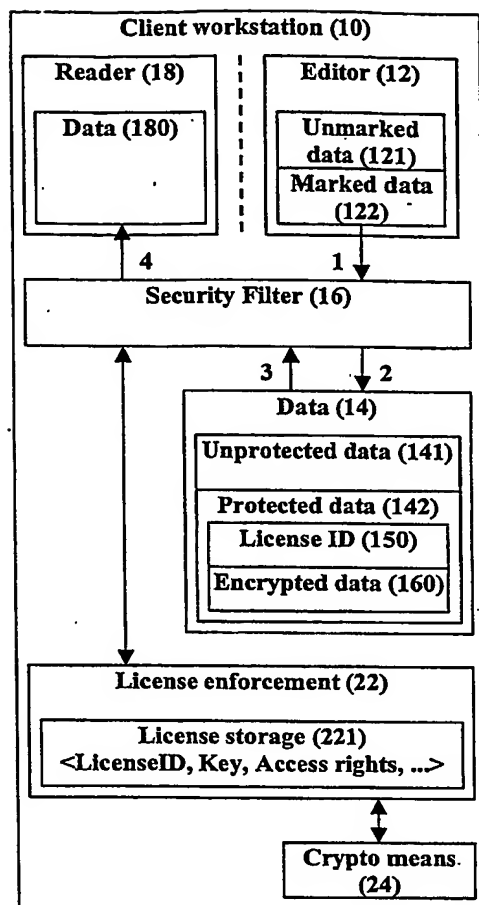 Client workstation (10)
Reader (18)
Data (180)
Editor (12)
Unmarked
data (121)
Marked data
(122)
4
1
Security Filter (16)
3
2
Data (14)
Unprotected data (141)
Protected data (142)
License ID (150)
Encrypted data (160)
License enforcement (22)
License storage (221)
<LicenseID, Key, Access rights, ...>
Crypto means
(24)